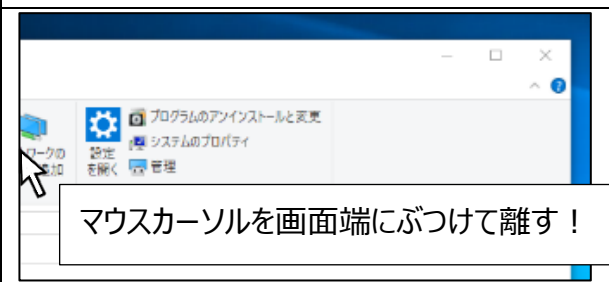 プログラムのアンインストールと変更
システムのプロパティ
管理
設定
を開く
ークの
追加
マウスカーソルを画面端にぶつけて離す！